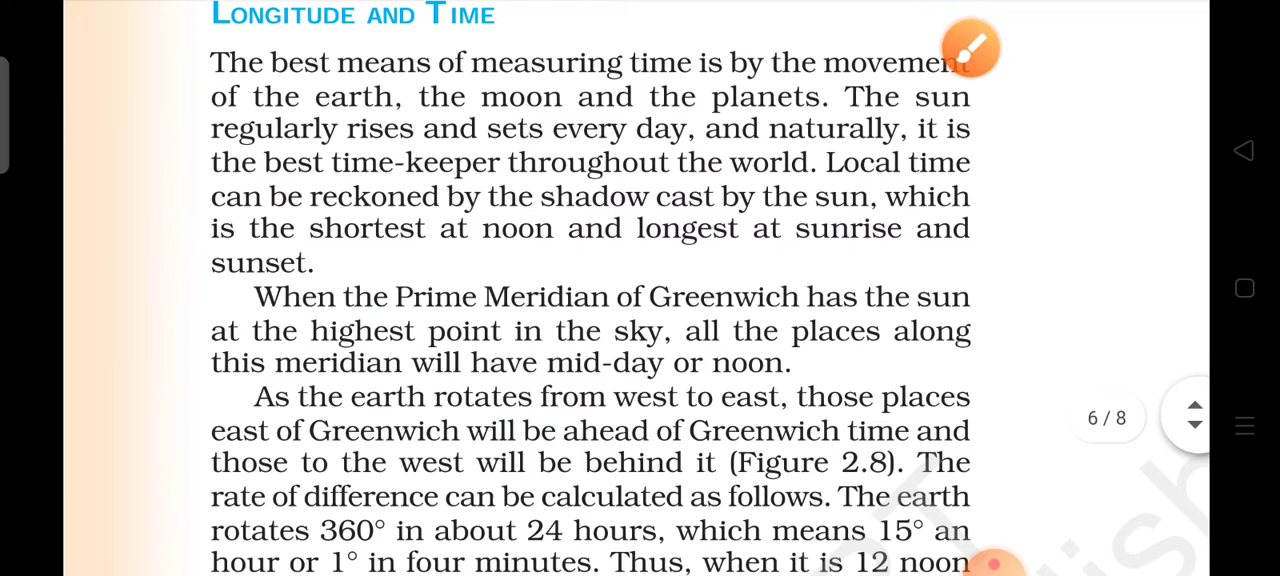 LONGITUDE AND TIME
The best means of measuring time is by the movement
of the earth, the moon and the planets. The sun
regularly rises and sets every day, and naturally, it is
the best time-keeper throughout the world. Local time
can be reckoned by the shadow cast by the sun, which
is the shortest at noon and longest at sunrise and
sunset.
When the Prime Meridian of Greenwich has the sun
at the highest point in the sky, all the places along
this meridian will have mid-day or noon.
As the earth rotates from west to east, those places
east of Greenwich will be ahead of Greenwich time and
those to the west will be behind it (Figure 2.8). The
rate of difference can be calculated as follows. The earth
rotates 360° in about 24 hours, which means 15° an
hour or 1° in four minutes. Thus, when it is 12 noon
6 / 8